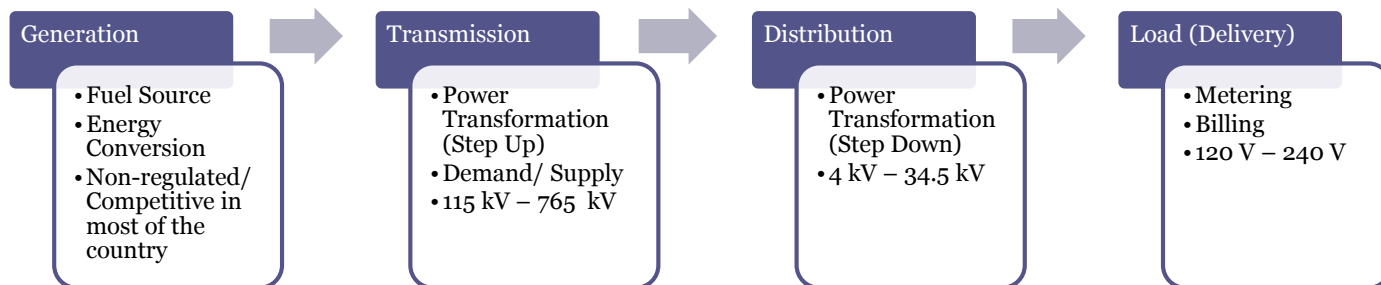 Generation
• Fuel Source
• Energy
Conversion
• Non-regulated/
Competitive in
most of the
country
Transmission
• Power
Transformation
(Step Up)
• Demand/ Supply
• 115 kV – 765  kV
Distribution
• Power
Transformation
(Step Down)
• 4 kV – 34.5 kV
Load (Delivery)
• Metering
• Billing
• 120 V – 240 V